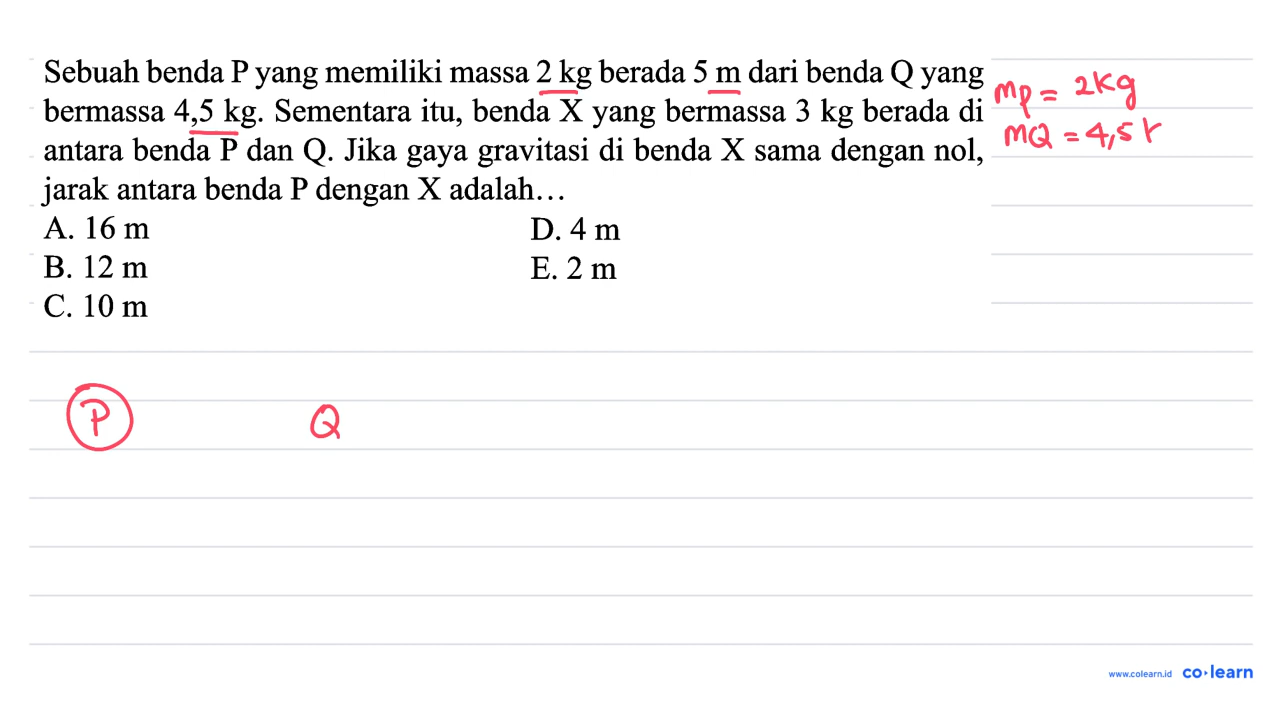 Sebuah benda P yang memiliki massa 2 kg berada 5 m dari benda Q yang
bermassa 4,5 kg. Sementara itu, benda X yang bermassa 3 kg berada di
antara benda P dan Q. Jika gaya gravitasi di benda X sama dengan nol,
jarak antara benda P dengan X adalah...
A. 16 m
B. 12 m
C. 10 m
D. 4 m
E. 2 m
mP = 2Kg
mQ = 4,5 k
P
Q
www.colearn.id co·learn